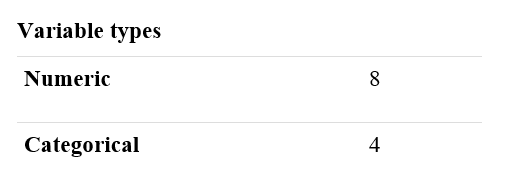 Variable types
Numeric 8
Categorical 4